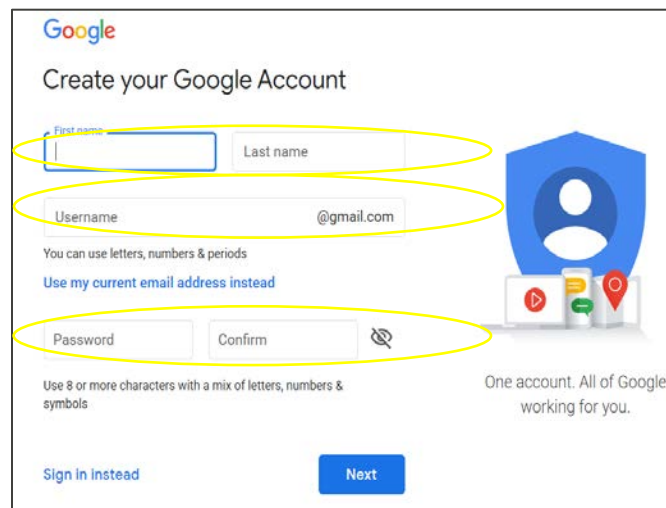 Google
Create your Google Account
First name
Last name
Username @gmail.com
You can use letters, numbers & periods
Use my current email address instead
Password Confirm
Use 8 or more characters with a mix of letters, numbers &
symbols
Sign in instead Next
One account. All of Google
working for you.